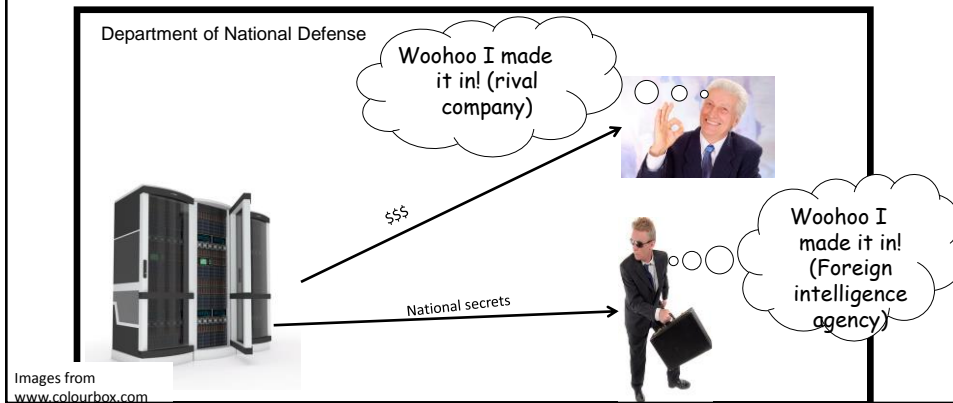 Department of National Defense
Woohoo I made
it in! (rival
company)
$$$
National secrets
Woohoo I
made it in!
(Foreign
intelligence
agency)
Images from
www.colourbox.com